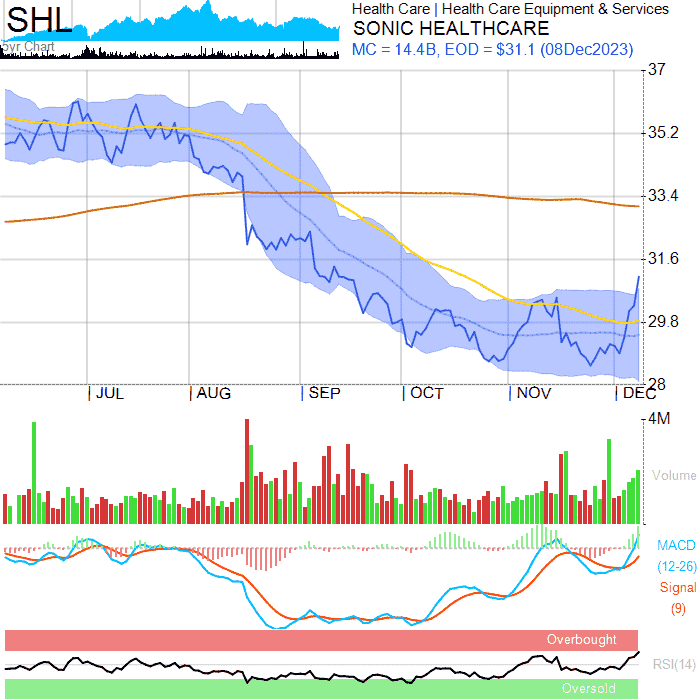 SHL
5yr Chart
Health Care | Health Care Equipment & Services
SONIC HEALTHCARE
MC = 14.4B, EOD = $31.1 (08Dec2023)
37
35.2
33.4
31.6
29.8
28
JUL
AUG
SEP
OCT
NOV
DEC
4M
Volume
MACD
(12-26)
Signal
(9)
Overbought
RSI(14)
Oversold